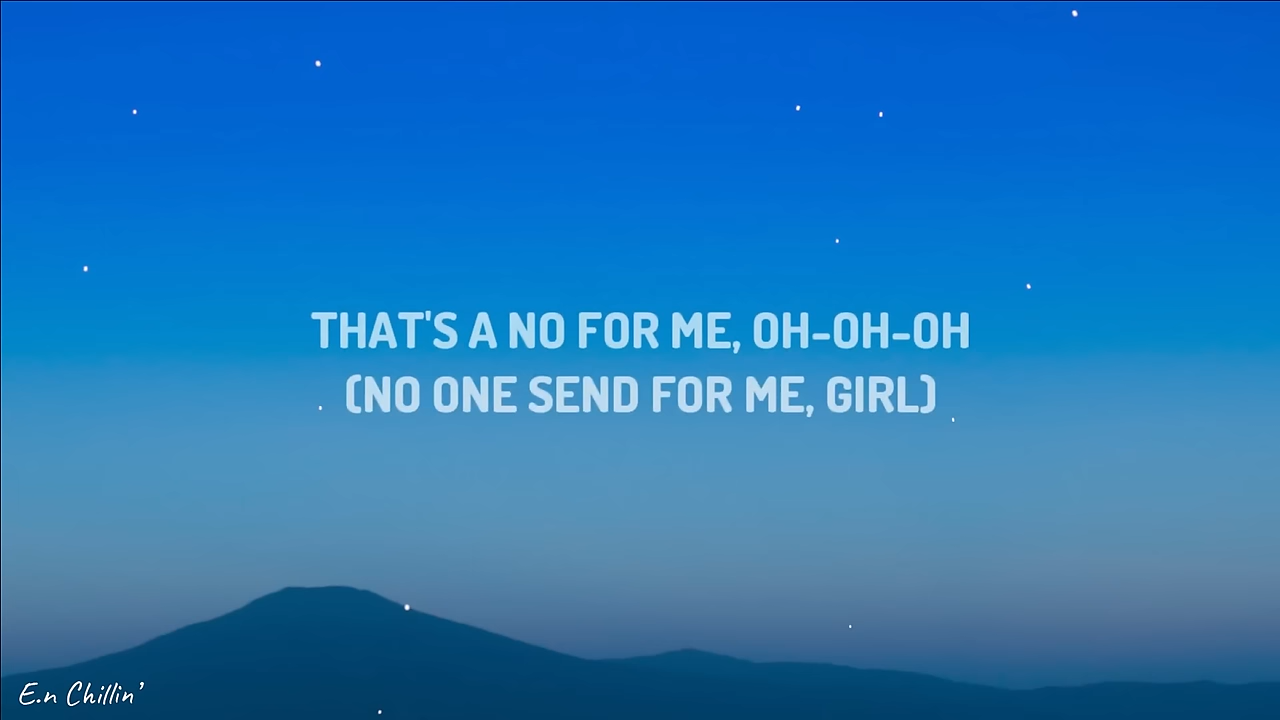 THAT'S A NO FOR ME, OH-OH-OH
(NO ONE SEND FOR ME, GIRL)
E.n Chillin'